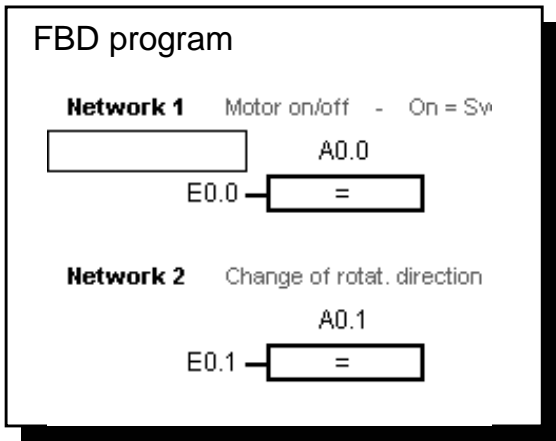 FBD program
Network 1 Motor on/off - On = Sw
A0.0
E0.0 =
Network 2 Change of rotat. direction
A0.1
E0.1 =